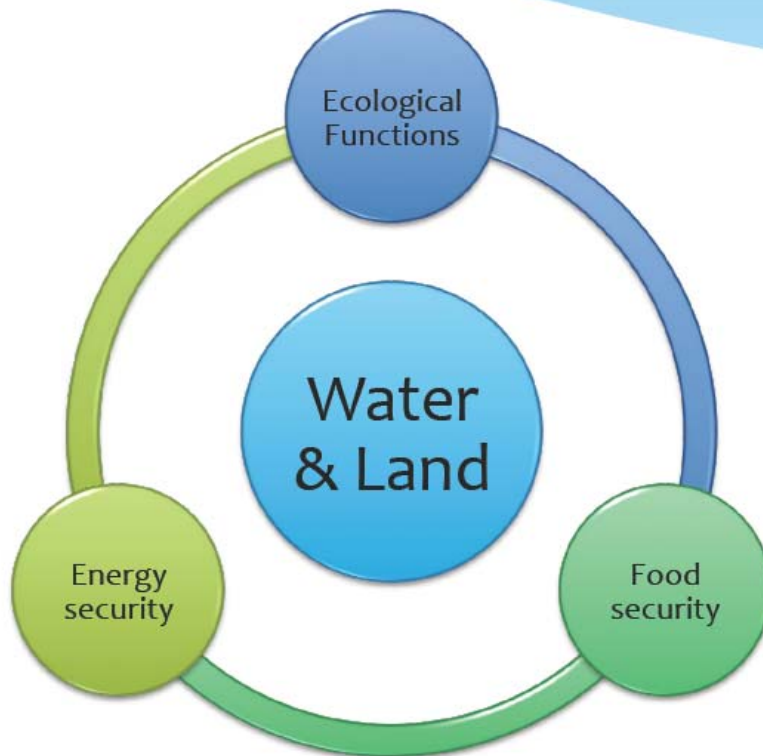 Ecological
Functions
Water
& Land
Energy
security
Food
security